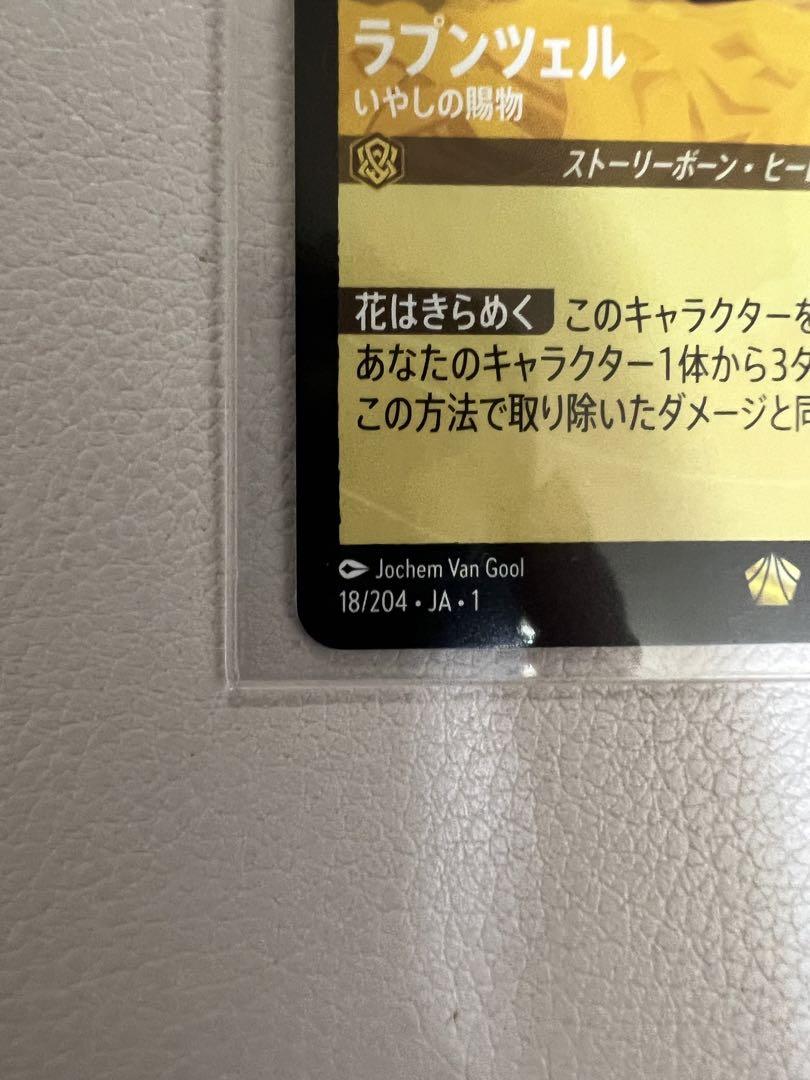 ラプンツェル
いやしの賜物
ストーリーボーン・ヒー
花はきらめく このキャラクターを
あなたのキャラクター1体から3ダ
この方法で取り除いたダメージと同
Jochem Van Gool
18/204・JA・1